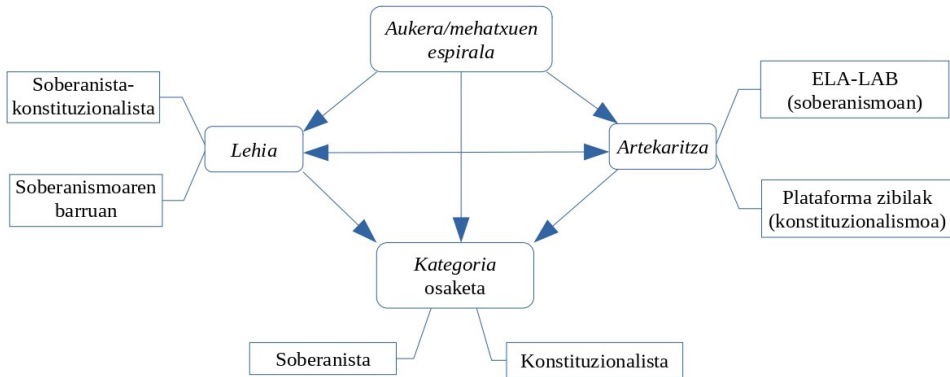 Aukera/mehatxuen
espirala
Soberanista-
konstituzionalista
ELA-LAB
(soberanismoan)
Lehia
Artekaritza
Soberanismoaren
barruan
Plataforma zibilak
(konstituzionalismoa)
Kategoria
osaketa
Soberanista
Konstituzionalista